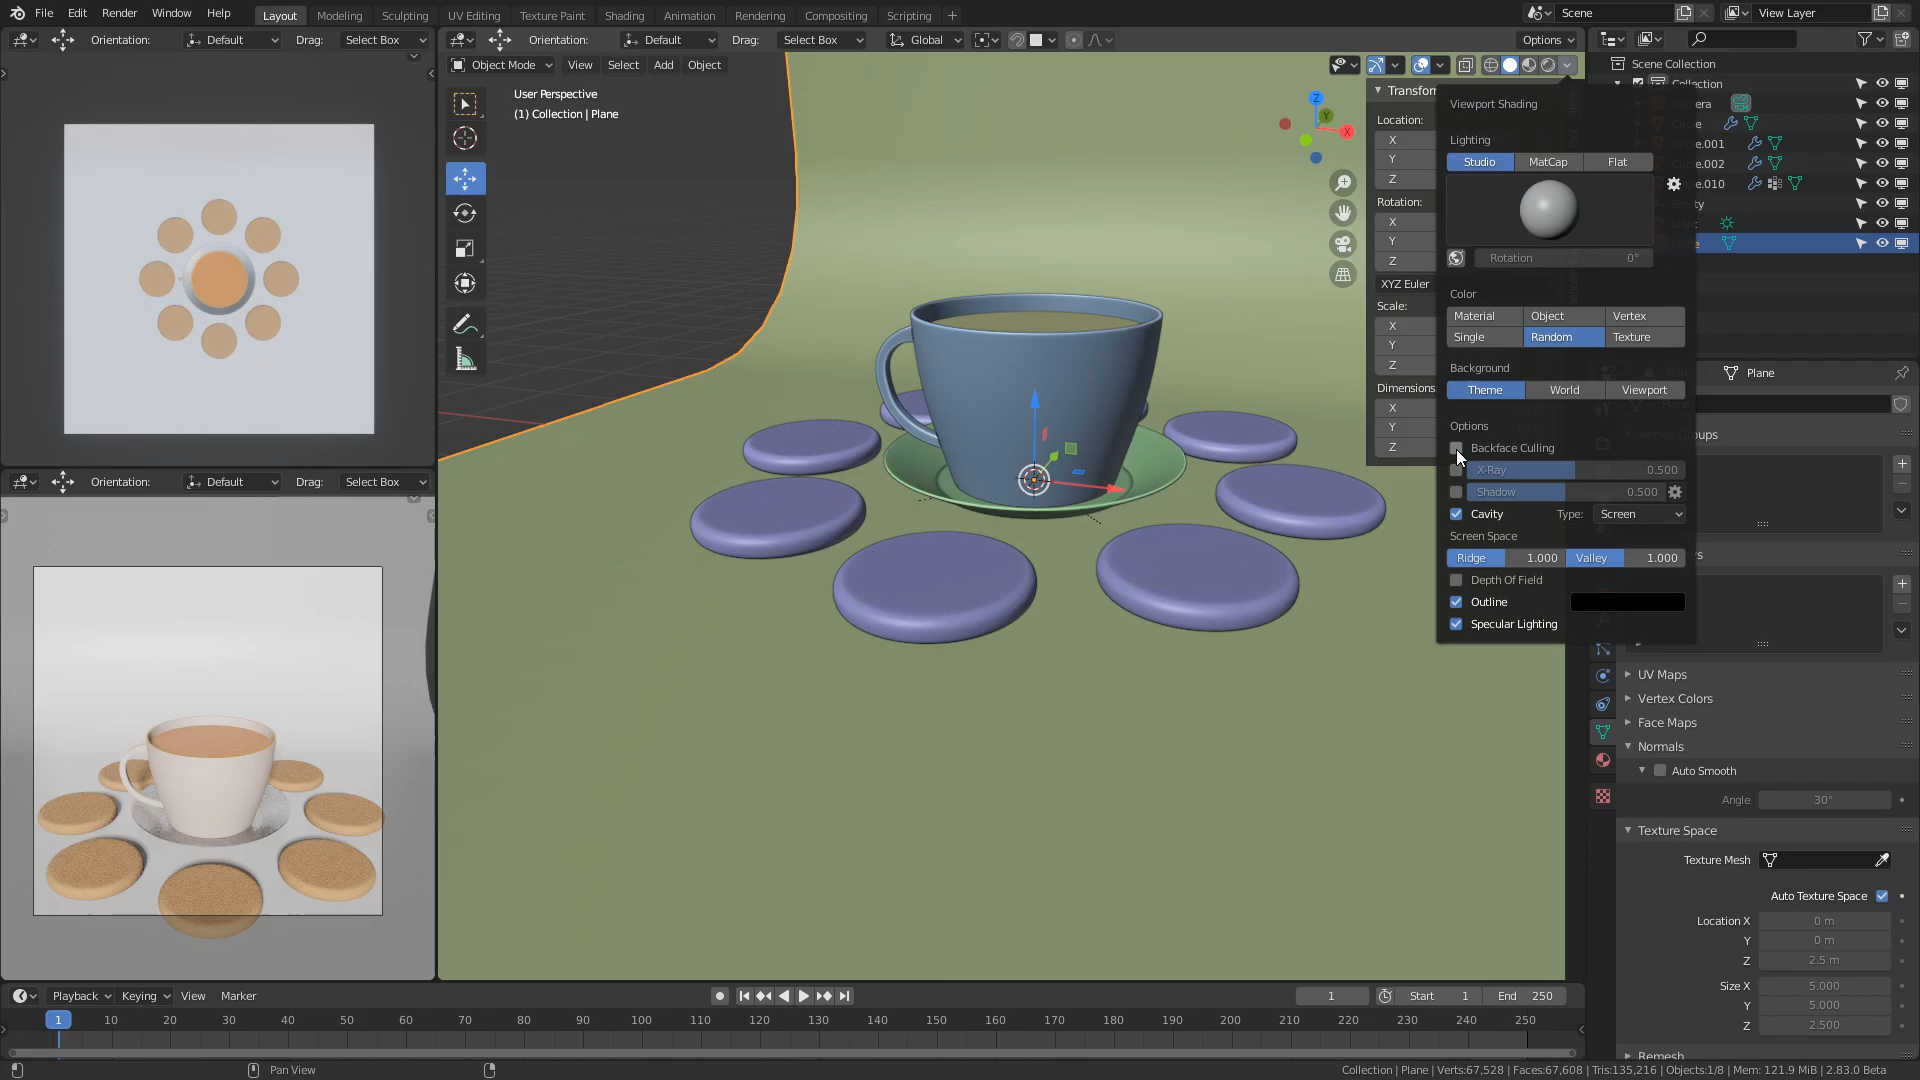 File Edit Render Window Help Layout Modeling Sculpting UV Editing Texture Paint Shading Animation Rendering Compositing Scripting + Scene View Layer
Orientation: Default Drag: Select Box
Orientation: Default Drag: Select Box Global Options
Object Mode View Select Add Object
User Perspective
(1) Collection | Plane
Z
Y
X
Transform
Location:
X
Y
Z
Rotation:
X
Y
Z
XYZ Euler
Scale:
X
Y
Z
Dimensions:
X
Y
Z
Viewport Shading
Lighting
Studio MatCap Flat
Rotation 0°
Color
Material Object Vertex
Single Random Texture
Background
Theme World Viewport
Options
Backface Culling
X-Ray 0.500
Shadow 0.500
Cavity Type: Screen
Screen Space
Ridge 1.000 Valley 1.000
Depth Of Field
Outline
Specular Lighting
Scene Collection
Collection
.001
.002
.010
Plane
UV Maps
Vertex Colors
Face Maps
Normals
Auto Smooth
Angle 30°
Texture Space
Texture Mesh
Auto Texture Space
Location X 0 m
Y 0 m
Z 2.5 m
Size X 5.000
Y 5.000
Z 2.500
Remesh
Orientation: Default Drag: Select Box
Playback Keying View Marker 1 Start 1 End 250
1 10 20 30 40 50 60 70 80 90 100 110 120 130 140 150 160 170 180 190 200 210 220 230 240 250
Pan View
Collection | Plane | Verts:67,528 | Faces:67,608 | Tris:135,216 | Objects:1/8 | Mem: 121.9 MiB | 2.83.0 Beta